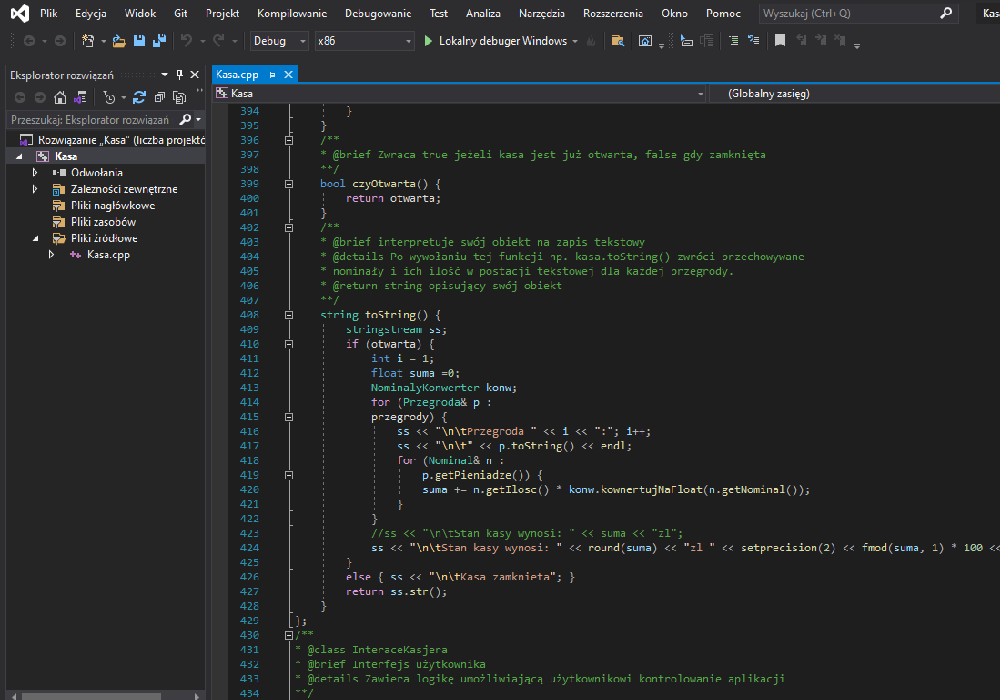 Plik Edycja Widok Git Projekt Kompilowanie Debugowanie Test Analiza Narzędzia Rozszerzenia Okno Pomoc Wyszukaj (Ctrl+Q) Kas
Debug x86 Lokalny debuger Windows
Eksplorator rozwiązań
Przeszukaj: Eksplorator rozwiązań
Rozwiązanie „Kasa” (liczba projektó
Kasa
Odwołania
Zależności zewnętrzne
Pliki nagłówkowe
Pliki zasobów
Pliki źródłowe
Kasa.cpp
Kasa.cpp
Kasa (Globalny zasięg)
394 }
395 }
396 /**
397 * @brief Zwraca true jeżeli kasa jest już otwarta, false gdy zamknięta
398 **/
399 bool czyOtwarta() {
400 return otwarta;
401 }
402 /**
403 * @brief interpretuje swój obiekt na zapis tekstowy
404 * @details Po wywołaniu tej funkcji np. kasa.toString() zwróci przechowywane
405 * nominały i ich ilość w postacji tekstowej dla każdej przegrody.
406 * @return string opisujący swój obiekt
407 **/
408 string toString() {
409 stringstream ss;
410 if (otwarta) {
411 int i = 1;
412 float suma =0;
413 NominalyKonwerter konw;
414 for (Przegroda& p :
415 przegrody) {
416 ss << "\n\tPrzegroda " << i << ":"; i++;
417 ss << "\n\t" << p.toString() << endl;
418 for (Nominal& n :
419 p.getPieniadze()) {
420 suma += n.getIlosc() * konw.kownertujNaFloat(n.getNominal());
421 }
422 }
423 //ss << "\n\tStan kasy wynosi: " << suma << "zl";
424 ss << "\n\tStan kasy wynosi: " << round(suma) << "zl " << setprecision(2) << fmod(suma, 1) * 100 <<
425 }
426 else { ss << "\n\tKasa zamknieta"; }
427 return ss.str();
428 }
429 };
430 /**
431 * @class InteraceKasjera
432 * @brief Interfejs użytkownika
433 * @details Zawiera logikę umożliwiającą użytkownikowi kontrolowanie aplikacji
434 **/